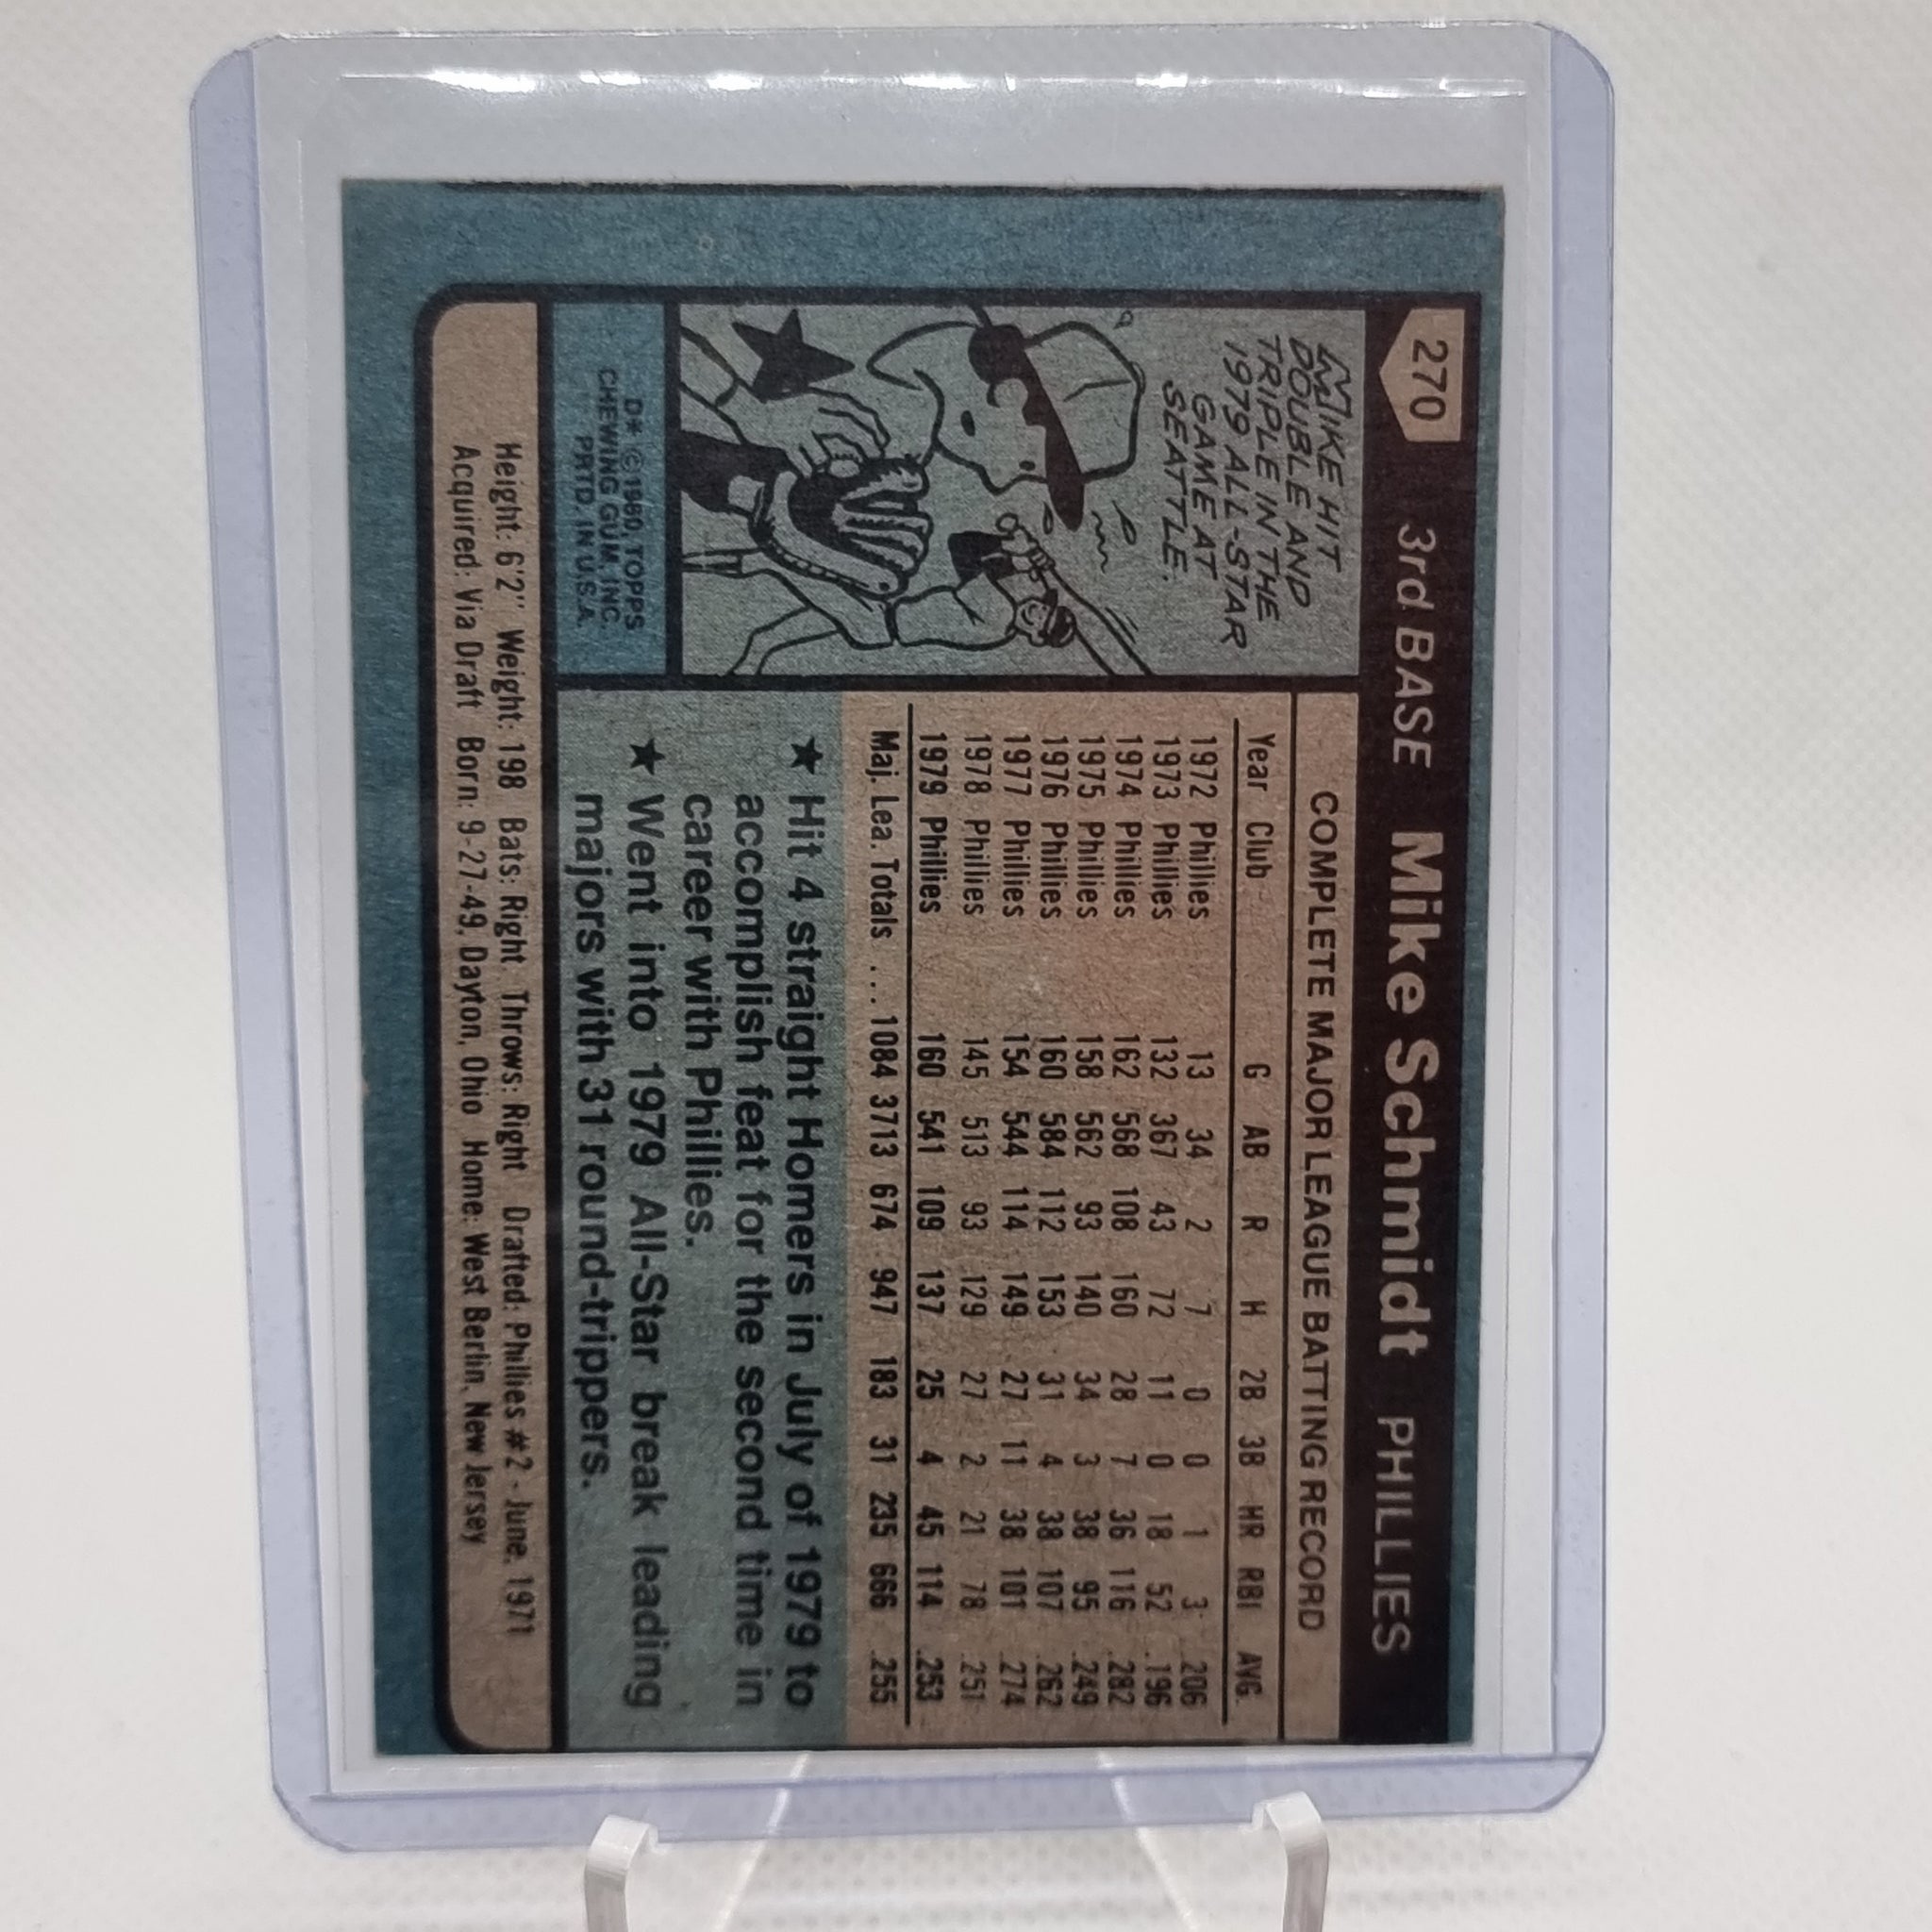 270 3rd BASE Mike Schmidt PHILLIES
MIKE HIT
DOUBLE AND
TRIPLE IN THE
1979 ALL-STAR
GAME AT
SEATTLE.
D* © 1980, TOPPS
CHEWING GUM, INC.
PRTD. IN U.S.A.
COMPLETE MAJOR LEAGUE BATTING RECORD
Year Club G AB R H 2B 3B HR RBI AVG.
1972 Phillies 13 34 2 7 0 0 1 3 .206
1973 Phillies 132 367 43 72 11 0 18 52 .196
1974 Phillies 162 568 108 160 28 7 36 116 .282
1975 Phillies 158 562 93 140 34 3 38 95 .249
1976 Phillies 160 584 112 153 31 4 38 107 .262
1977 Phillies 154 544 114 149 27 11 38 101 .274
1978 Phillies 145 513 93 129 27 2 21 78 .251
1979 Phillies 160 541 109 137 25 4 45 114 .253
Maj. Lea. Totals .... 1084 3713 674 947 183 31 235 666 .255
★ Hit 4 straight Homers in July of 1979 to
accomplish feat for the second time in
career with Phillies.
★ Went into 1979 All-Star break leading
majors with 31 round-trippers.
Height: 6'2" Weight: 198 Bats: Right Throws: Right Drafted: Phillies #2 - June, 1971
Acquired: Via Draft Born: 9-27-49, Dayton, Ohio Home: West Berlin, New Jersey